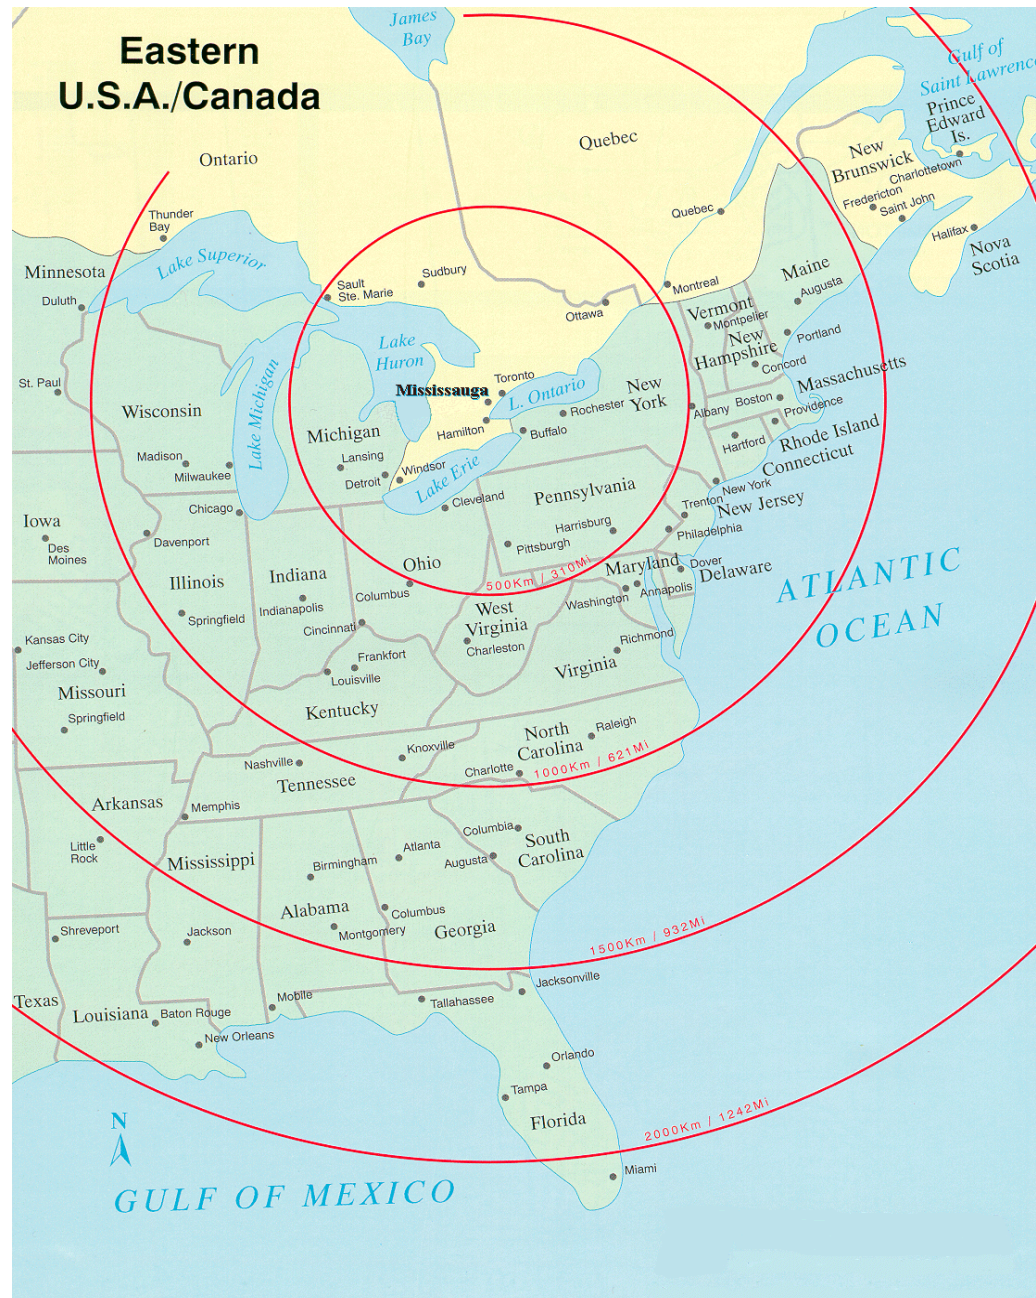 James
Bay
Eastern
U.S.A./Canada
Gulf of
Saint Lawrence
Prince
Edward
Is.
Ontario
Quebec
New
Brunswick
Charlottetown
Fredericton
Saint John
Halifax
Nova
Scotia
Thunder
Bay
Quebec
Lake Superior
Minnesota
Duluth
Sault
Ste. Marie
Sudbury
Montreal
Ottawa
Maine
Augusta
Vermont
Montpelier
New
Hampshire
Portland
Concord
Lake
Huron
St. Paul
Wisconsin
Lake Michigan
Mississauga
Toronto
L. Ontario
Hamilton
Rochester
Buffalo
New
York
Albany
Boston
Massachusetts
Providence
Hartford
Rhode Island
Connecticut
Michigan
Lansing
Detroit
Windsor
Lake Erie
Madison
Milwaukee
Chicago
Cleveland
Pennsylvania
Harrisburg
Pittsburgh
New York
Trenton
New Jersey
Philadelphia
Iowa
Des
Moines
Davenport
Illinois
Springfield
Indiana
Indianapolis
Ohio
Columbus
Cincinnati
500Km / 310Mi
Maryland
Dover
Delaware
Washington
Annapolis
West
Virginia
Charleston
Richmond
Virginia
ATLANTIC
OCEAN
Kansas City
Jefferson City
Missouri
Springfield
Frankfort
Louisville
Kentucky
Nashville
Knoxville
Tennessee
North
Carolina
Raleigh
Charlotte
1000Km / 621Mi
Arkansas
Memphis
Little
Rock
Mississippi
Birmingham
Atlanta
Columbia
Augusta
South
Carolina
Alabama
Columbus
Montgomery
Georgia
Shreveport
Jackson
1500Km / 932Mi
Texas
Louisiana
Baton Rouge
Mobile
Tallahassee
Jacksonville
New Orleans
Orlando
Tampa
Florida
2000Km / 1242Mi
Miami
N
GULF OF MEXICO